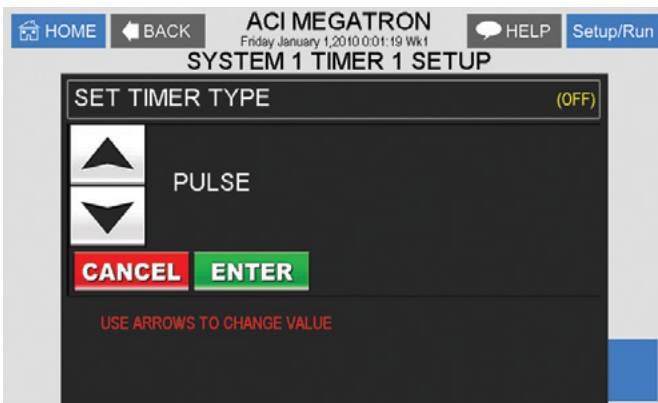 HOME BACK ACI MEGATRON HELP Setup/Run
Friday January 1,2010 0:01:19 Wk1
SYSTEM 1 TIMER 1 SETUP
SET TIMER TYPE (OFF)
PULSE
CANCEL ENTER
USE ARROWS TO CHANGE VALUE